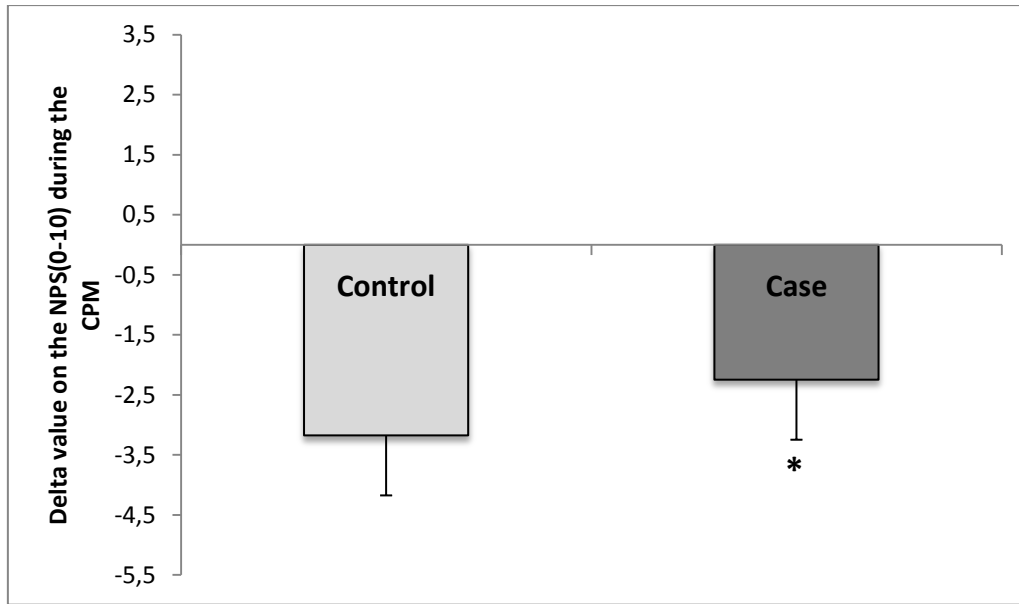 Delta value on the NPS(0-10) during the
CPM
3,5
2,5
1,5
0,5
-0,5
-1,5
-2,5
-3,5
-4,5
-5,5
Control
Case
*